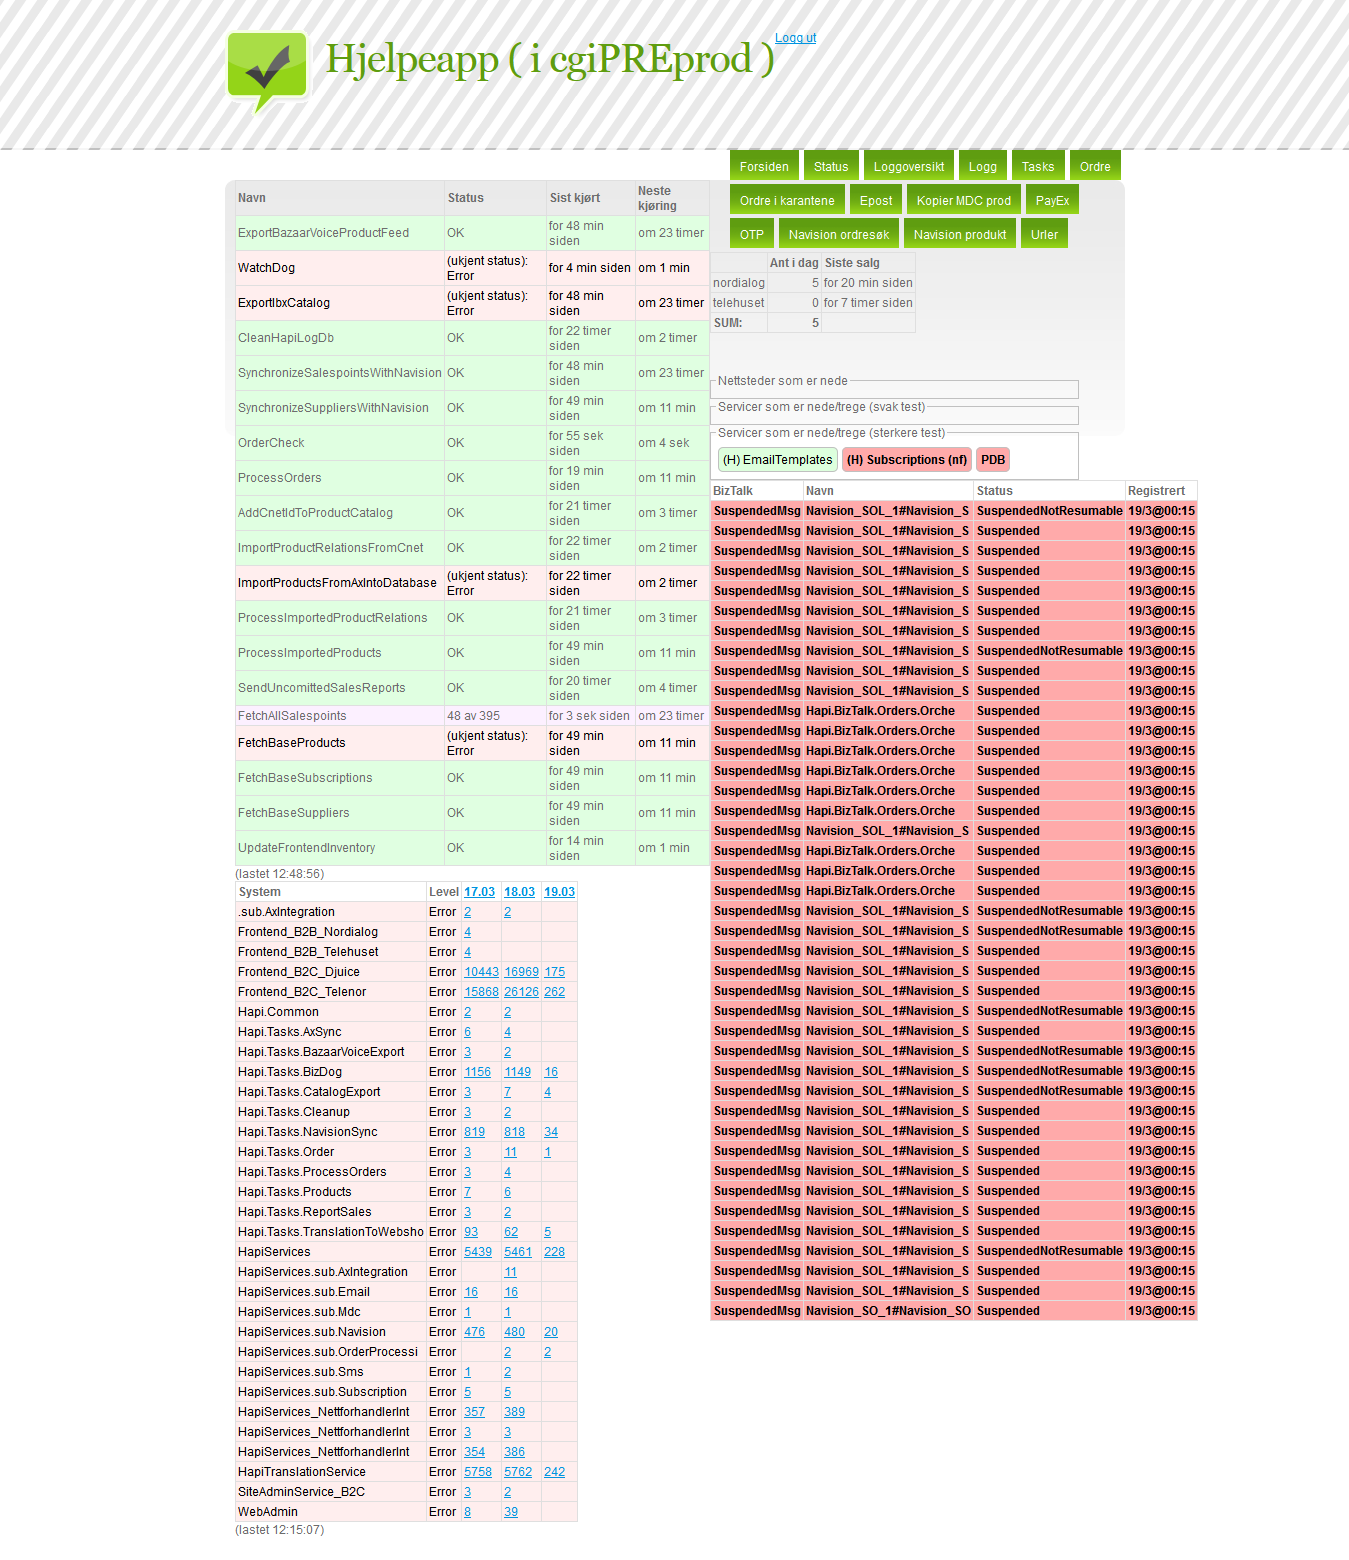 Hjelpeapp ( i cgiPREprod )
Logg ut
Forsiden Status Loggoversikt Logg Tasks Ordre
Ordre i karantene Epost Kopier MDC prod PayEx
OTP Navision ordresøk Navision produkt Urler
Navn Status Sist kjørt Neste kjøring
ExportBazaarVoiceProductFeed OK for 48 min siden om 23 timer
WatchDog (ukjent status): Error for 4 min siden om 1 min
ExportIbxCatalog (ukjent status): Error for 48 min siden om 23 timer
CleanHapiLogDb OK for 22 timer siden om 2 timer
SynchronizeSalespointsWithNavision OK for 48 min siden om 23 timer
SynchronizeSuppliersWithNavision OK for 49 min siden om 11 min
OrderCheck OK for 55 sek siden om 4 sek
ProcessOrders OK for 19 min siden om 11 min
AddCnetIdToProductCatalog OK for 21 timer siden om 3 timer
ImportProductRelationsFromCnet OK for 22 timer siden om 2 timer
ImportProductsFromAxIntoDatabase (ukjent status): Error for 22 timer siden om 2 timer
ProcessImportedProductRelations OK for 21 timer siden om 3 timer
ProcessImportedProducts OK for 49 min siden om 11 min
SendUncomittedSalesReports OK for 20 timer siden om 4 timer
FetchAllSalespoints 48 av 395 for 3 sek siden om 23 timer
FetchBaseProducts (ukjent status): Error for 49 min siden om 11 min
FetchBaseSubscriptions OK for 49 min siden om 11 min
FetchBaseSuppliers OK for 49 min siden om 11 min
UpdateFrontendInventory OK for 14 min siden om 1 min
(lastet 12:48:56)
System Level 17.03 18.03 19.03
.sub.AxIntegration Error 2 2
Frontend_B2B_Nordialog Error 4
Frontend_B2B_Telehuset Error 4
Frontend_B2C_Djuice Error 10443 16969 175
Frontend_B2C_Telenor Error 15868 26126 262
Hapi.Common Error 2 2
Hapi.Tasks.AxSync Error 6 4
Hapi.Tasks.BazaarVoiceExport Error 3 2
Hapi.Tasks.BizDog Error 1156 1149 16
Hapi.Tasks.CatalogExport Error 3 7 4
Hapi.Tasks.Cleanup Error 3 2
Hapi.Tasks.NavisionSync Error 819 818 34
Hapi.Tasks.Order Error 3 11 1
Hapi.Tasks.ProcessOrders Error 3 4
Hapi.Tasks.Products Error 7 6
Hapi.Tasks.ReportSales Error 3 2
Hapi.Tasks.TranslationToWebsho Error 93 62 5
HapiServices Error 5439 5461 228
HapiServices.sub.AxIntegration Error 11
HapiServices.sub.Email Error 16 16
HapiServices.sub.Mdc Error 1 1
HapiServices.sub.Navision Error 476 480 20
HapiServices.sub.OrderProcessi Error 2 2
HapiServices.sub.Sms Error 1 2
HapiServices.sub.Subscription Error 5 5
HapiServices_NettforhandlerInt Error 357 389
HapiServices_NettforhandlerInt Error 3 3
HapiServices_NettforhandlerInt Error 354 386
HapiTranslationService Error 5758 5762 242
SiteAdminService_B2C Error 3 2
WebAdmin Error 8 39
(lastet 12:15:07)
Ant i dag Siste salg
nordialog 5 for 20 min siden
telehuset 0 for 7 timer siden
SUM: 5
Nettsteder som er nede
Servicer som er nede/trege (svak test)
Servicer som er nede/trege (sterkere test)
(H) EmailTemplates (H) Subscriptions (nf) PDB
BizTalk Navn Status Registrert
SuspendedMsg Navision_SOL_1#Navision_S SuspendedNotResumable 19/3@00:15
SuspendedMsg Navision_SOL_1#Navision_S Suspended 19/3@00:15
SuspendedMsg Navision_SOL_1#Navision_S Suspended 19/3@00:15
SuspendedMsg Navision_SOL_1#Navision_S Suspended 19/3@00:15
SuspendedMsg Navision_SOL_1#Navision_S Suspended 19/3@00:15
SuspendedMsg Navision_SOL_1#Navision_S Suspended 19/3@00:15
SuspendedMsg Navision_SOL_1#Navision_S Suspended 19/3@00:15
SuspendedMsg Navision_SOL_1#Navision_S SuspendedNotResumable 19/3@00:15
SuspendedMsg Navision_SOL_1#Navision_S Suspended 19/3@00:15
SuspendedMsg Navision_SOL_1#Navision_S Suspended 19/3@00:15
SuspendedMsg Hapi.BizTalk.Orders.Orche Suspended 19/3@00:15
SuspendedMsg Hapi.BizTalk.Orders.Orche Suspended 19/3@00:15
SuspendedMsg Hapi.BizTalk.Orders.Orche Suspended 19/3@00:15
SuspendedMsg Hapi.BizTalk.Orders.Orche Suspended 19/3@00:15
SuspendedMsg Hapi.BizTalk.Orders.Orche Suspended 19/3@00:15
SuspendedMsg Hapi.BizTalk.Orders.Orche Suspended 19/3@00:15
SuspendedMsg Navision_SOL_1#Navision_S Suspended 19/3@00:15
SuspendedMsg Hapi.BizTalk.Orders.Orche Suspended 19/3@00:15
SuspendedMsg Hapi.BizTalk.Orders.Orche Suspended 19/3@00:15
SuspendedMsg Hapi.BizTalk.Orders.Orche Suspended 19/3@00:15
SuspendedMsg Navision_SOL_1#Navision_S SuspendedNotResumable 19/3@00:15
SuspendedMsg Navision_SOL_1#Navision_S SuspendedNotResumable 19/3@00:15
SuspendedMsg Navision_SOL_1#Navision_S Suspended 19/3@00:15
SuspendedMsg Navision_SOL_1#Navision_S Suspended 19/3@00:15
SuspendedMsg Navision_SOL_1#Navision_S Suspended 19/3@00:15
SuspendedMsg Navision_SOL_1#Navision_S SuspendedNotResumable 19/3@00:15
SuspendedMsg Navision_SOL_1#Navision_S Suspended 19/3@00:15
SuspendedMsg Navision_SOL_1#Navision_S SuspendedNotResumable 19/3@00:15
SuspendedMsg Navision_SOL_1#Navision_S SuspendedNotResumable 19/3@00:15
SuspendedMsg Navision_SOL_1#Navision_S SuspendedNotResumable 19/3@00:15
SuspendedMsg Navision_SOL_1#Navision_S Suspended 19/3@00:15
SuspendedMsg Navision_SOL_1#Navision_S Suspended 19/3@00:15
SuspendedMsg Navision_SOL_1#Navision_S Suspended 19/3@00:15
SuspendedMsg Navision_SOL_1#Navision_S Suspended 19/3@00:15
SuspendedMsg Navision_SOL_1#Navision_S Suspended 19/3@00:15
SuspendedMsg Navision_SOL_1#Navision_S Suspended 19/3@00:15
SuspendedMsg Navision_SOL_1#Navision_S Suspended 19/3@00:15
SuspendedMsg Navision_SOL_1#Navision_S SuspendedNotResumable 19/3@00:15
SuspendedMsg Navision_SOL_1#Navision_S Suspended 19/3@00:15
SuspendedMsg Navision_SOL_1#Navision_S Suspended 19/3@00:15
SuspendedMsg Navision_SO_1#Navision_SO Suspended 19/3@00:15